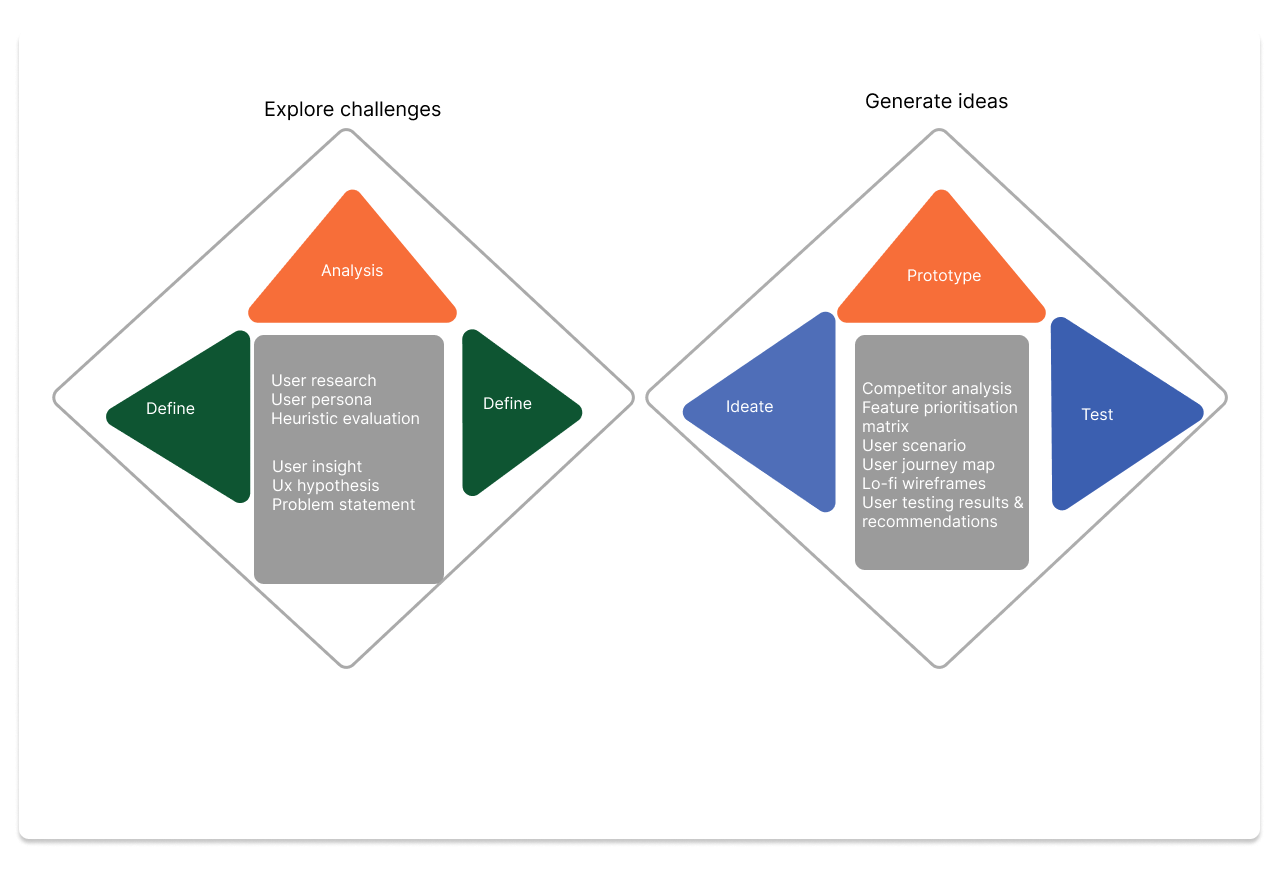 Explore challenges
Analysis
Define
Define
User research
User persona
Heuristic evaluation
User insight
Ux hypothesis
Problem statement
Generate ideas
Prototype
Ideate
Test
Competitor analysis
Feature prioritisation
matrix
User scenario
User journey map
Lo-fi wireframes
User testing results &
recommendations